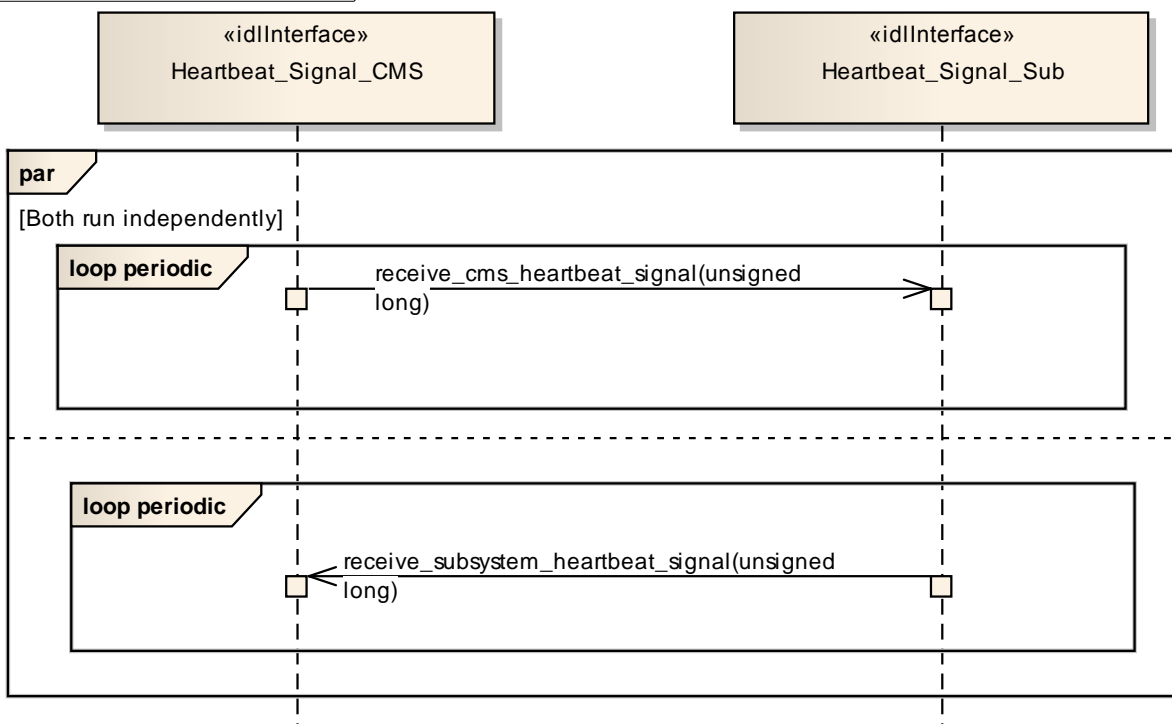 «idlInterface»
Heartbeat_Signal_CMS
«idlInterface»
Heartbeat_Signal_Sub
par
[Both run independently]
loop periodic
receive_cms_heartbeat_signal(unsigned
long)
loop periodic
receive_subsystem_heartbeat_signal(unsigned
long)